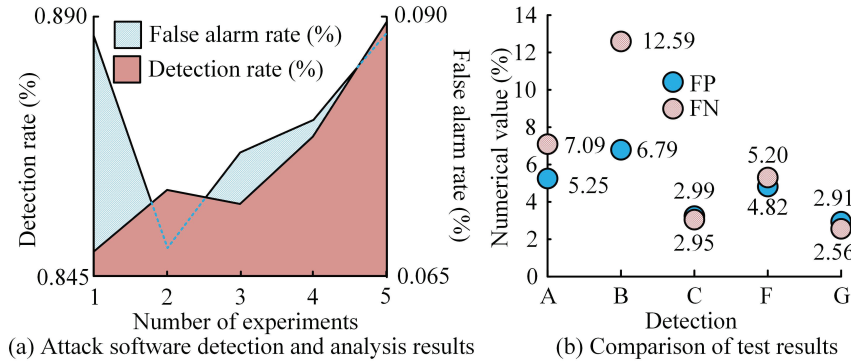 0.890
0.090
False alarm rate (%)
Detection rate (%)
Detection rate (%)
False alarm rate (%)
0.845
0.065
1 2 3 4 5
Number of experiments
(a) Attack software detection and analysis results
14
12
10
8
6
4
2
0
Numerical value (%)
12.59
FP
FN
7.09
6.79
5.25
5.20
4.82
2.99
2.95
2.91
2.56
A B C F G
Detection
(b) Comparison of test results